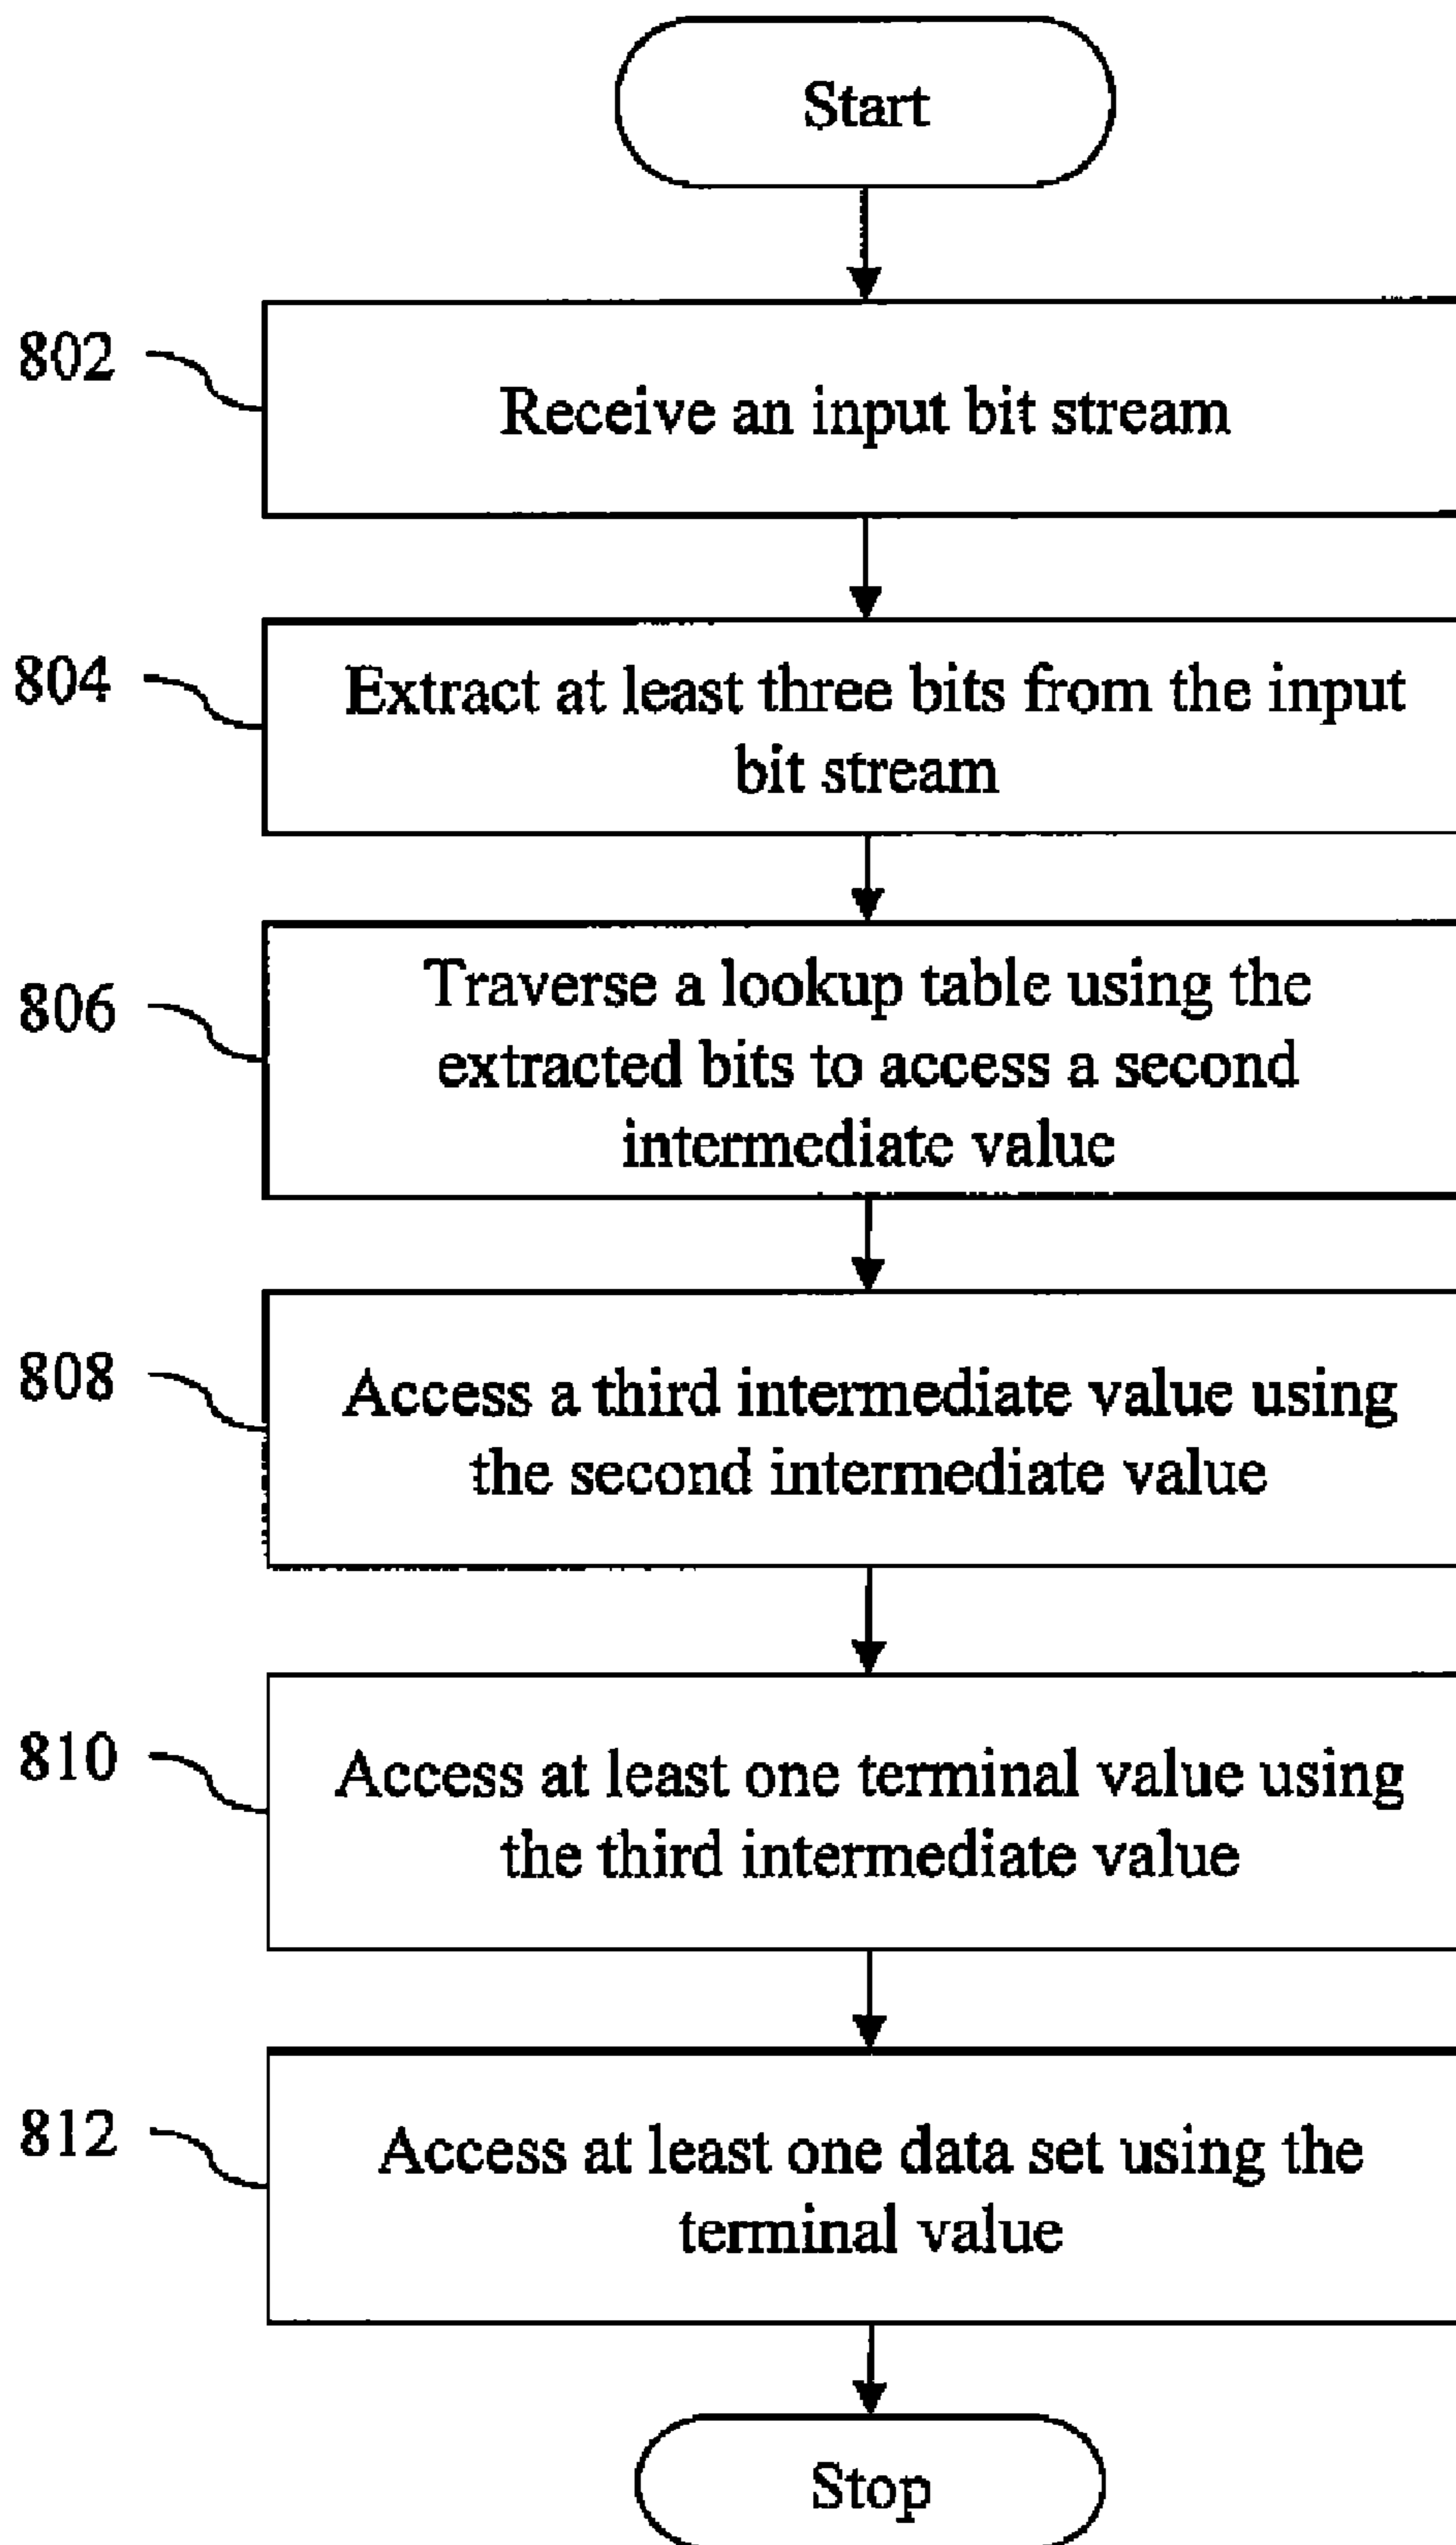 Start
802
Receive an input bit stream
804
Extract at least three bits from the input
bit stream
806
Traverse a lookup table using the
extracted bits to access a second
intermediate value
808
Access a third intermediate value using
the second intermediate value
810
Access at least one terminal value using
the third intermediate value
812
Access at least one data set using the
terminal value
Stop